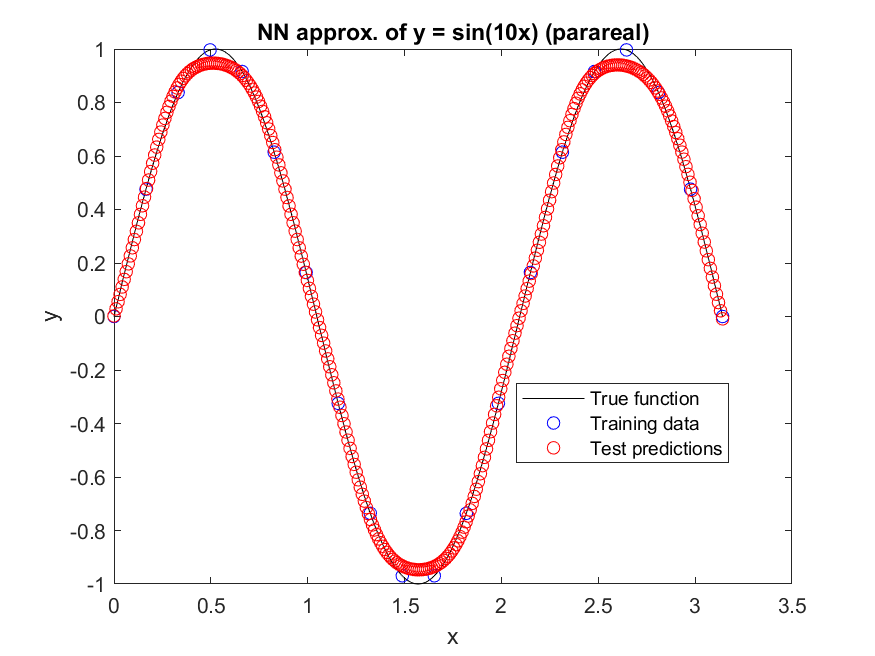 NN approx. of y = sin(10x) (parareal)
1
0.8
0.6
0.4
0.2
0
-0.2
-0.4
-0.6
-0.8
-1
y
True function
Training data
Test predictions
0 0.5 1 1.5 2 2.5 3 3.5
x